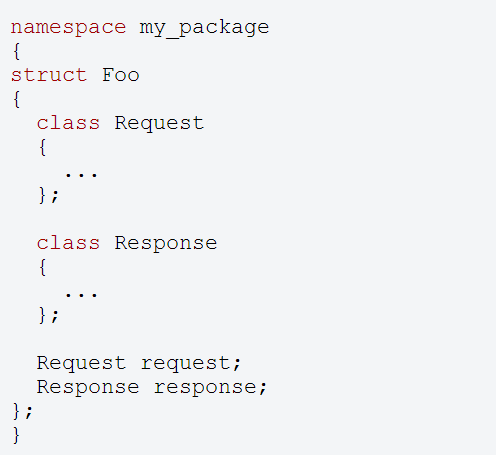 namespace my_package
{
struct Foo
{
  class Request
  {
    ...
  };

  class Response
  {
    ...
  };

  Request request;
  Response response;
};
}